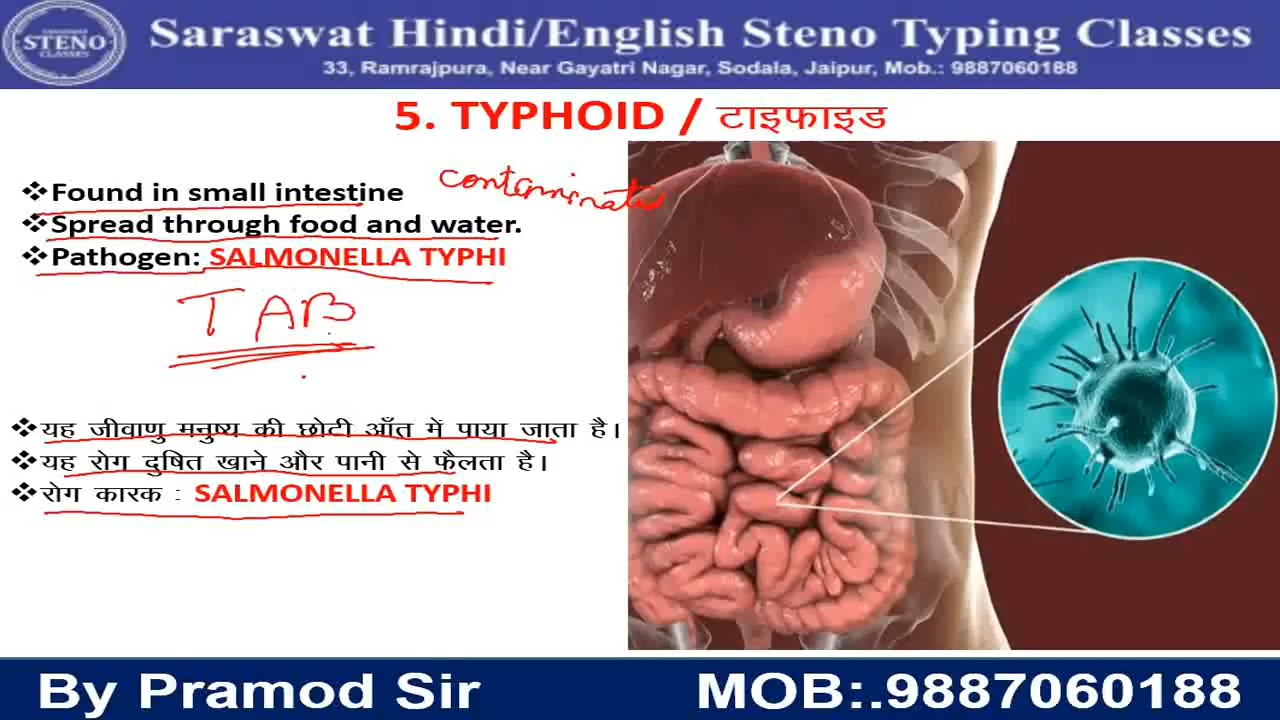 STENO
CLASSES
Saraswat Hindi/English Steno Typing Classes
33, Ramrajpura, Near Gayatri Nagar, Sodala, Jaipur, Mob.: 9887060188
5. TYPHOID / टाइफाइड
❖Found in small intestine
contaminated
❖Spread through food and water.
❖Pathogen: SALMONELLA TYPHI
TAB
❖ यह जीवाणु मनुष्य की छोटी आँत में पाया जाता है।
❖ यह रोग दुषित खाने और पानी से फैलता है।
❖ रोग कारक : SALMONELLA TYPHI
By Pramod Sir
MOB:.9887060188